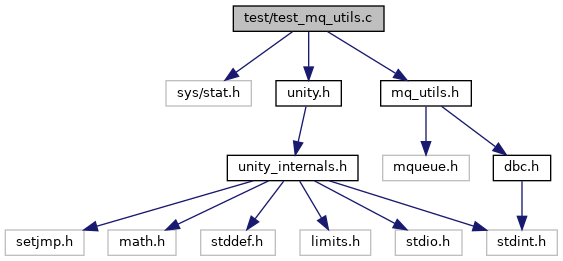 test/test_mq_utils.c
sys/stat.h
unity.h
mq_utils.h
unity_internals.h
mqueue.h
dbc.h
setjmp.h
math.h
stddef.h
limits.h
stdio.h
stdint.h